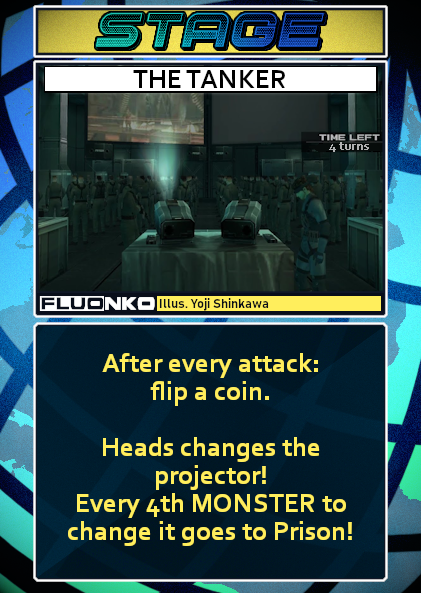 STAGE
THE TANKER
TIME LEFT
4 turns
FLUONKO
Illus. Yoji Shinkawa
After every attack:
flip a coin.
Heads changes the
projector!
Every 4th MONSTER to
change it goes to Prison!